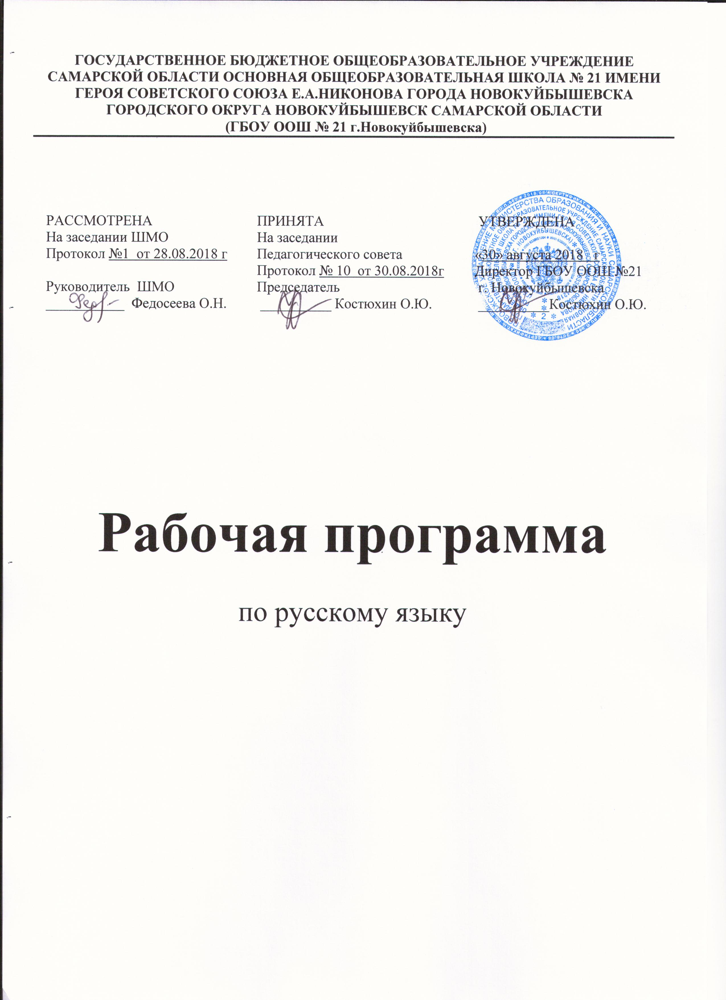 ГОСУДАРСТВЕННОЕ БЮДЖЕТНОЕ ОБЩЕОБРАЗОВАТЕЛЬНОЕ УЧРЕЖДЕНИЕ
САМАРСКОЙ ОБЛАСТИ ОСНОВНАЯ ОБЩЕОБРАЗОВАТЕЛЬНАЯ ШКОЛА № 21 ИМЕНИ
ГЕРОЯ СОВЕТСКОГО СОЮЗА Е.А.НИКОНОВА ГОРОДА НОВОКУЙБЫШЕВСКА
ГОРОДСКОГО ОКРУГА НОВОКУЙБЫШЕВСК САМАРСКОЙ ОБЛАСТИ
(ГБОУ ООШ № 21 г.Новокуйбышевска)
РАССМОТРЕНА
На заседании ШМО
Протокол №1 от 28.08.2018 г
Руководитель ШМО
Федосеева О.Н.
ПРИНЯТА
На заседании
Педагогического совета
Протокол № 10 от 30.08.2018г
Председатель
Костюхин О.Ю.
УТВЕРЖДЕНА
«30» августа 2018 г
Директор ГБОУ ООШ №21
г. Новокуйбышевска
Костюхин О.Ю.
Рабочая программа
по русскому языку